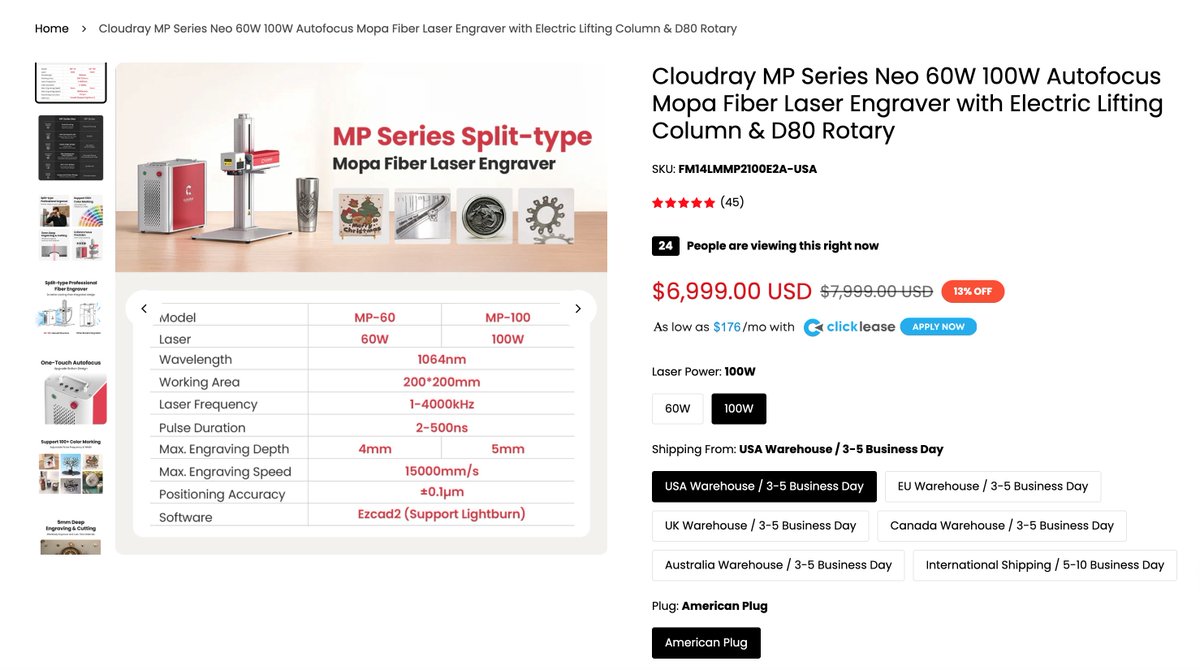 Home > Cloudray MP Series Neo 60W 100W Autofocus Mopa Fiber Laser Engraver with Electric Lifting Column & D80 Rotary
Split-type Professional
Fiber Engraver
One-Touch Autofocus
Support 100+ Color Marking
5mm Deep
Engraving & Cutting
MP Series Split-type
Mopa Fiber Laser Engraver
Merry
Christmas
Model MP-60 MP-100
Laser 60W 100W
Wavelength 1064nm
Working Area 200*200mm
Laser Frequency 1-4000kHz
Pulse Duration 2-500ns
Max. Engraving Depth 4mm 5mm
Max. Engraving Speed 15000mm/s
Positioning Accuracy ±0.1μm
Software Ezcad2 (Support Lightburn)
Cloudray MP Series Neo 60W 100W Autofocus
Mopa Fiber Laser Engraver with Electric Lifting
Column & D80 Rotary
SKU: FM14LMMP2100E2A-USA
★★★★★ (45)
24 People are viewing this right now
$6,999.00 USD $7,999.00 USD 13% OFF
As low as $176/mo with clicklease APPLY NOW
Laser Power: 100W
60W 100W
Shipping From: USA Warehouse / 3-5 Business Day
USA Warehouse / 3-5 Business Day EU Warehouse / 3-5 Business Day
UK Warehouse / 3-5 Business Day Canada Warehouse / 3-5 Business Day
Australia Warehouse / 3-5 Business Day International Shipping / 5-10 Business Day
Plug: American Plug
American Plug